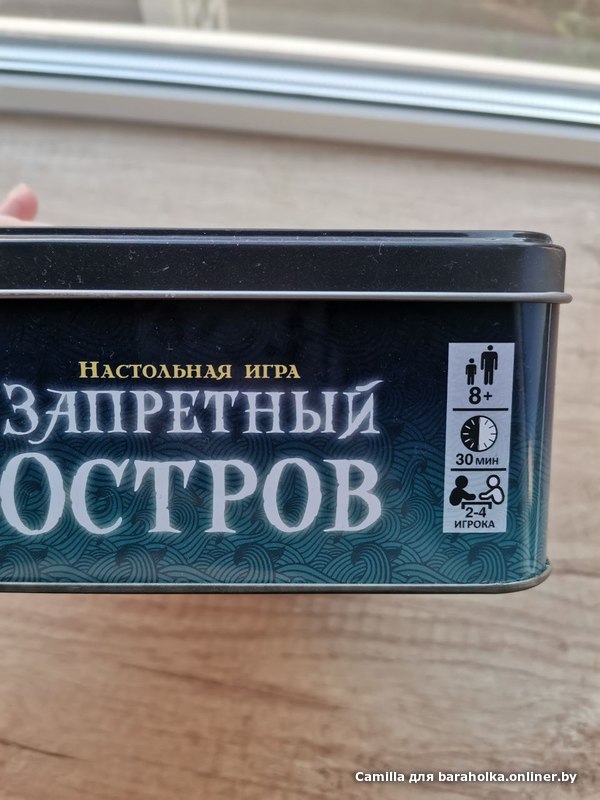 Настольная игра
ЗАПРЕТНЫЙ
ОСТРОВ
8+
30 мин
2-4
ИГРОКА
Camilla для baraholka.onliner.by